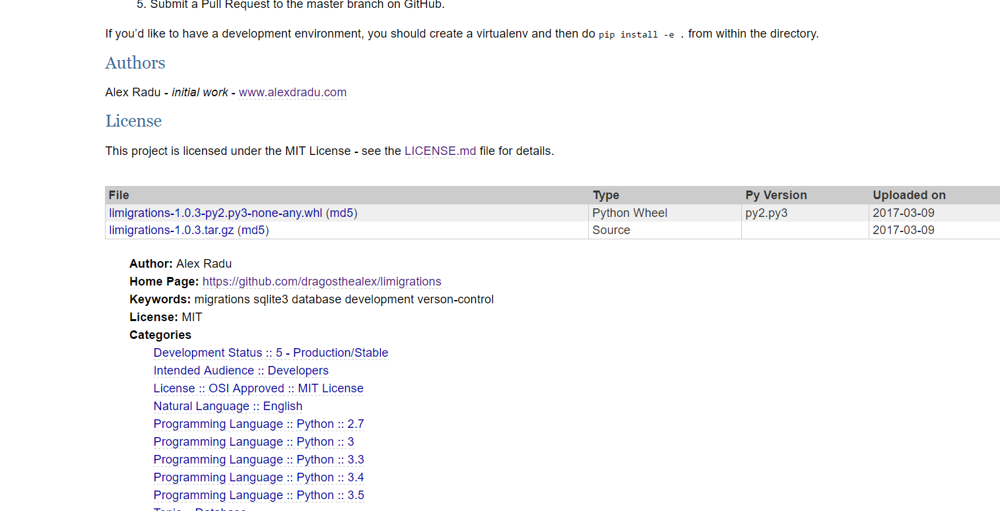 5. Submit a Pull Request to the master branch on GitHub.
If you’d like to have a development environment, you should create a virtualenv and then do pip install -e . from within the directory.
Authors
Alex Radu - initial work - www.alexdradu.com
License
This project is licensed under the MIT License - see the LICENSE.md file for details.
File Type Py Version Uploaded on
limigrations-1.0.3-py2.py3-none-any.whl (md5) Python Wheel py2.py3 2017-03-09
limigrations-1.0.3.tar.gz (md5) Source 2017-03-09
Author: Alex Radu
Home Page: https://github.com/dragosthealex/limigrations
Keywords: migrations sqlite3 database development verson-control
License: MIT
Categories
Development Status :: 5 - Production/Stable
Intended Audience :: Developers
License :: OSI Approved :: MIT License
Natural Language :: English
Programming Language :: Python :: 2.7
Programming Language :: Python :: 3
Programming Language :: Python :: 3.3
Programming Language :: Python :: 3.4
Programming Language :: Python :: 3.5
Topic :: Database